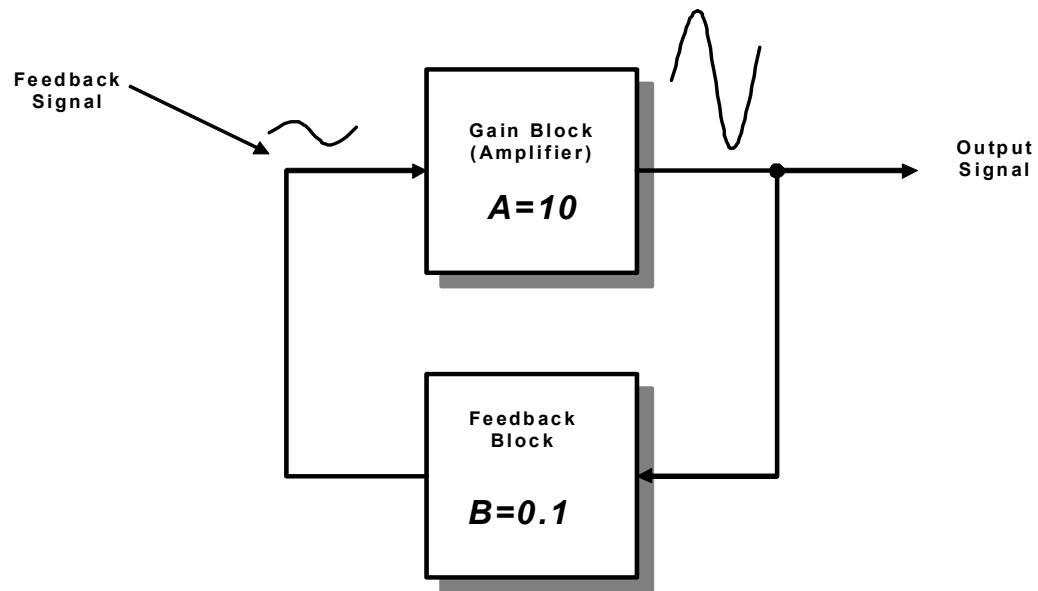 Feedback
Signal
Gain Block
(Amplifier)
A=10
Output
Signal
Feedback
Block
B=0.1